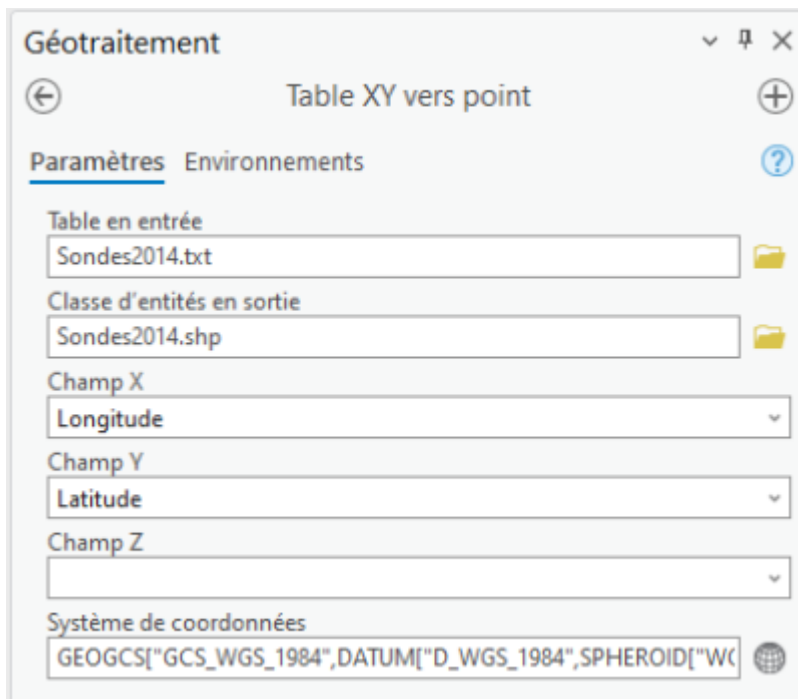 Géotraitement
Table XY vers point
Paramètres Environnements
Table en entrée
Sondes2014.txt
Classe d'entités en sortie
Sondes2014.shp
Champ X
Longitude
Champ Y
Latitude
Champ Z
Système de coordonnées
GEOGCS["GCS_WGS_1984",DATUM["D_WGS_1984",SPHEROID["WG